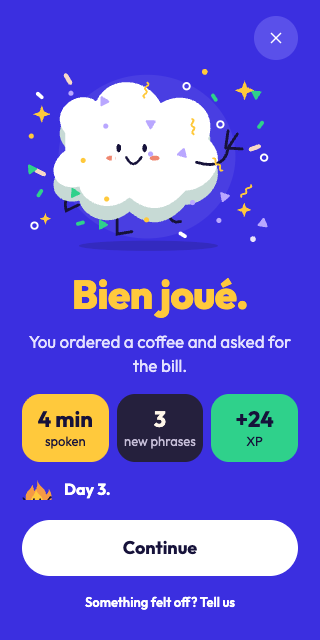 Bien joué.
You ordered a coffee and asked for
the bill.
4 min
spoken
3
new phrases
+24
XP
Day 3.
Continue
Something felt off? Tell us